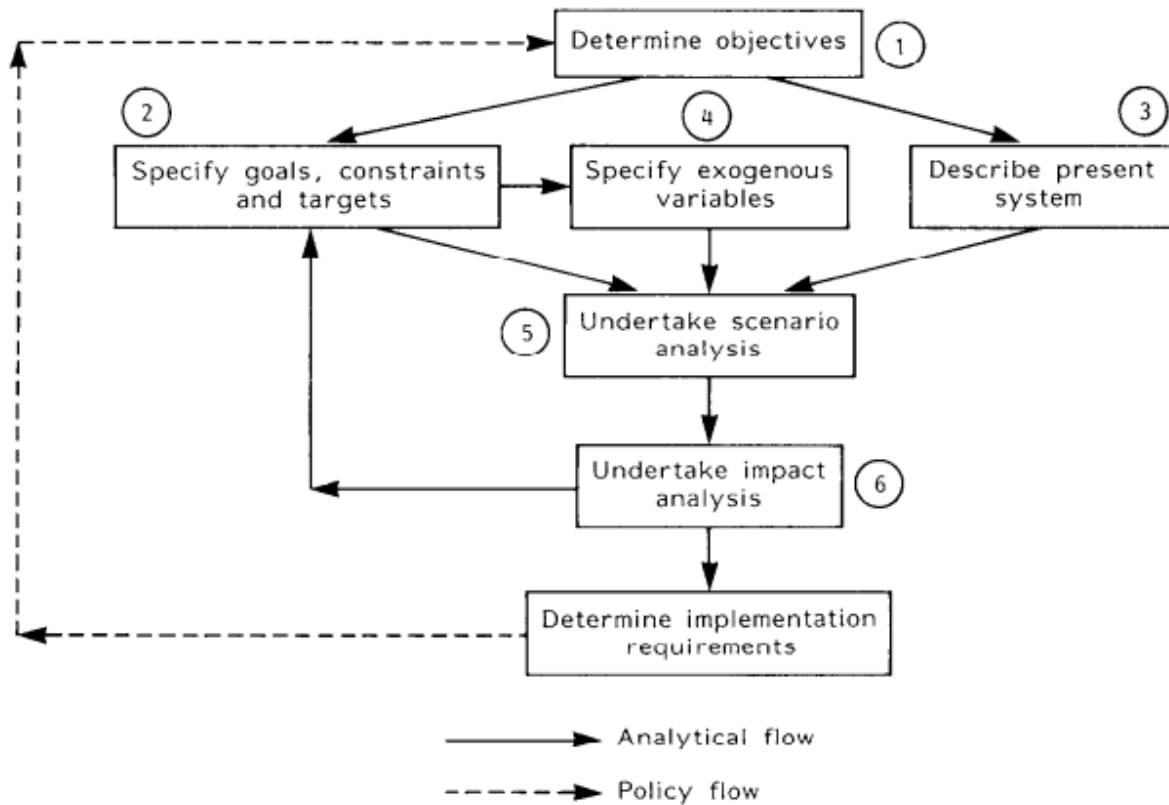 Determine objectives
1
2
4
3
Specify goals, constraints
and targets
Specify exogenous
variables
Describe present
system
5
Undertake scenario
analysis
Undertake impact
analysis
6
Determine implementation
requirements
Analytical flow
Policy flow